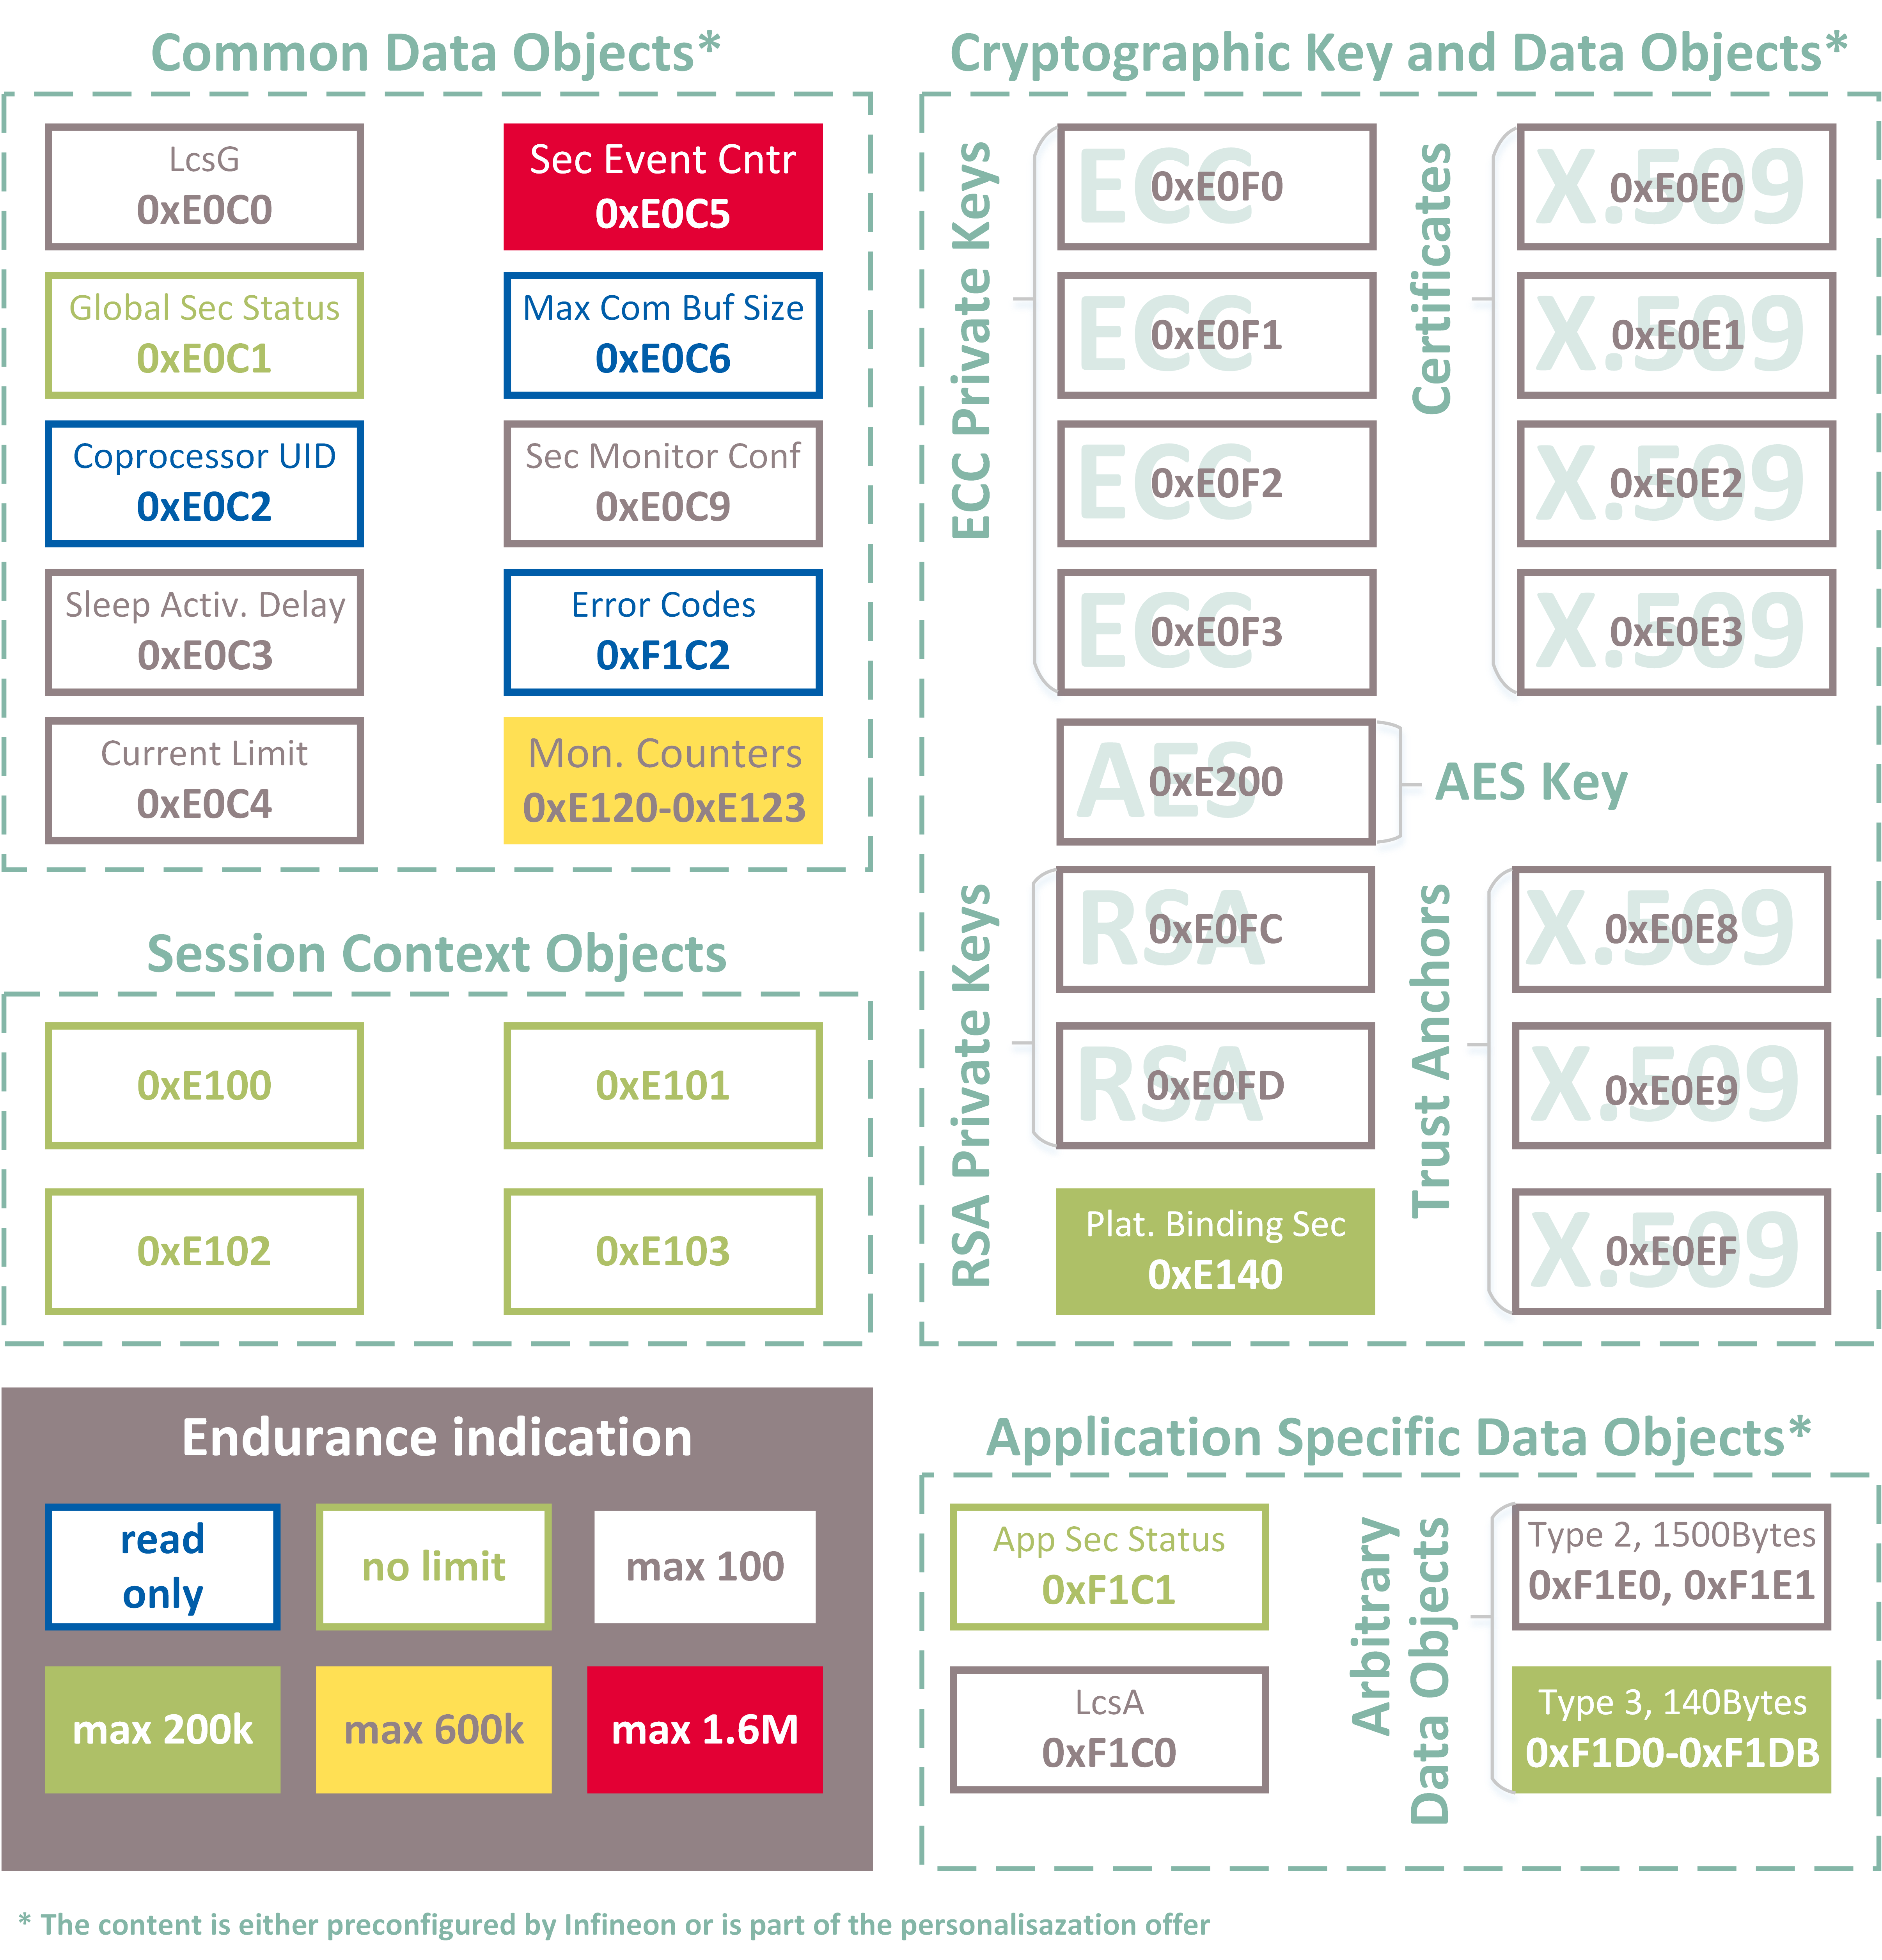 Common Data Objects*
LcsG
0xE0C0
Sec Event Cntr
0xE0C5
Global Sec Status
0xE0C1
Max Com Buf Size
0xE0C6
Coprocessor UID
0xE0C2
Sec Monitor Conf
0xE0C9
Sleep Activ. Delay
0xE0C3
Error Codes
0xF1C2
Current Limit
0xE0C4
Mon. Counters
0xE120-0xE123
Session Context Objects
0xE100
0xE101
0xE102
0xE103
Cryptographic Key and Data Objects*
ECC Private Keys
ECC
0xE0F0
ECC
0xE0F1
ECC
0xE0F2
ECC
0xE0F3
Certificates
X.509
0xE0E0
X.509
0xE0E1
X.509
0xE0E2
X.509
0xE0E3
AES
0xE200
AES Key
RSA Private Keys
RSA
0xE0FC
RSA
0xE0FD
Plat. Binding Sec
0xE140
Trust Anchors
X.509
0xE0E8
X.509
0xE0E9
X.509
0xE0EF
Endurance indication
read
only
no limit
max 100
max 200k
max 600k
max 1.6M
Application Specific Data Objects*
App Sec Status
0xF1C1
LcsA
0xF1C0
Arbitrary
Data Objects
Type 2, 1500Bytes
0xF1E0, 0xF1E1
Type 3, 140Bytes
0xF1D0-0xF1DB
* The content is either preconfigured by Infineon or is part of the personalisazation offer